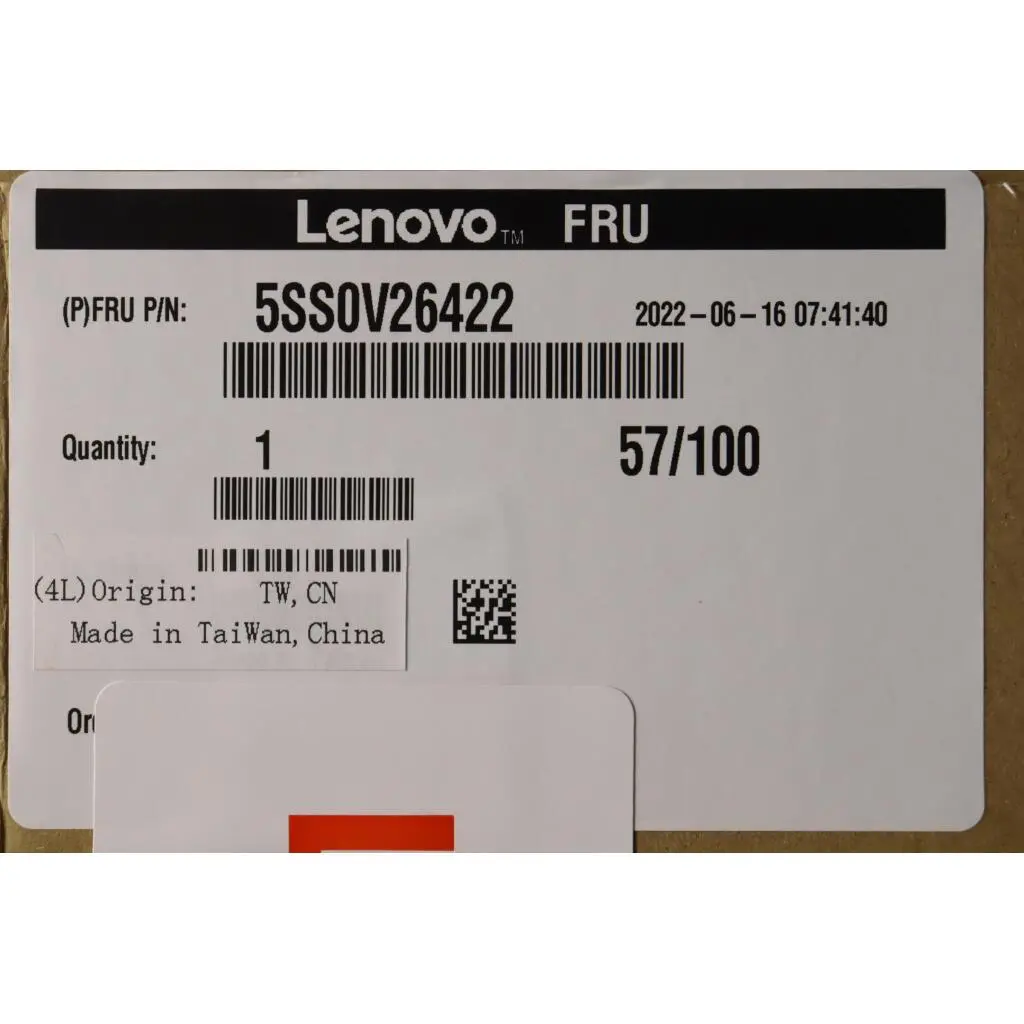 Lenovo TM FRU
(P)FRU P/N: 5SS0V26422 2022-06-16 07:41:40
Quantity: 1 57/100
(4L)Origin: TW,CN
Made in TaiWan,China